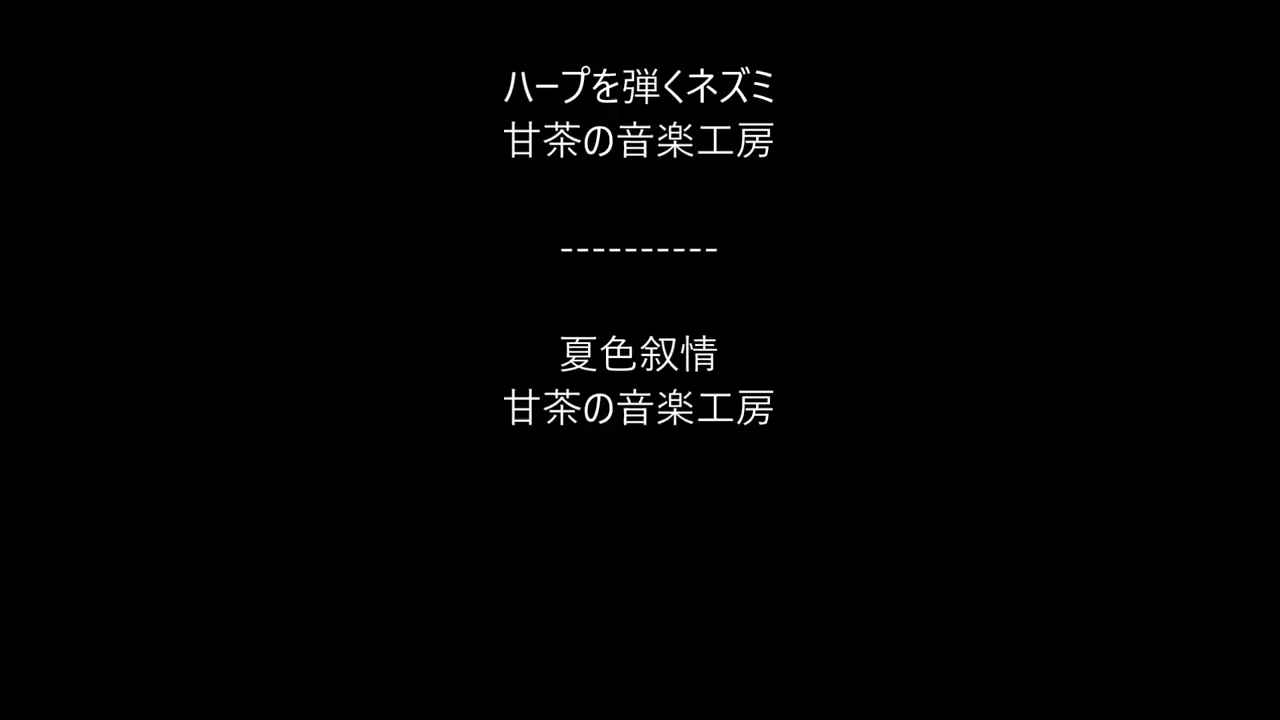 ハープを弾くネズミ
甘茶の音楽工房
----------
夏色叙情
甘茶の音楽工房